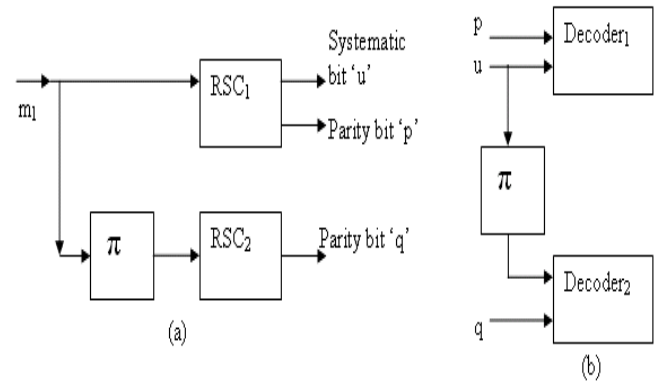 Systematic
bit 'u'
RSC₁
m₁
Parity bit 'p'
π
RSC₂
Parity bit 'q'
(a)
p
u
Decoder₁
π
Decoder₂
q
(b)